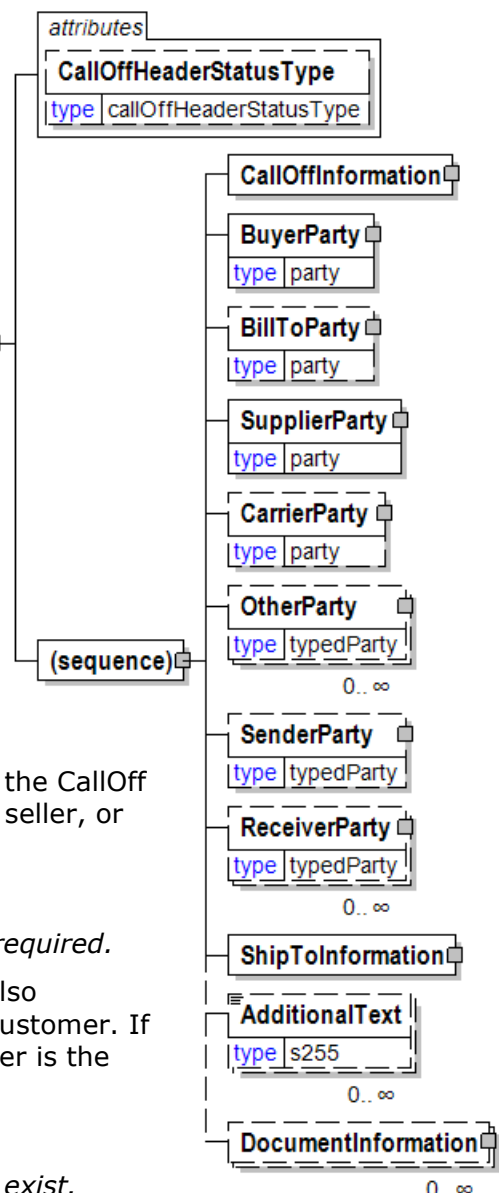 attributes
CallOffHeaderStatusType
type callOffHeaderStatusType
CallOffInformation
BuyerParty
type party
BillToParty
type party
SupplierParty
type party
CarrierParty
type party
OtherParty
type typedParty
(sequence)
0.. ∞
SenderParty
type typedParty
the CallOff
seller, or
ReceiverParty
type typedParty
0.. ∞
required.
ShipToInformation
lso
ustomer. If
er is the
AdditionalText
type s255
0.. ∞
DocumentInformation
exist.
0.. ∞